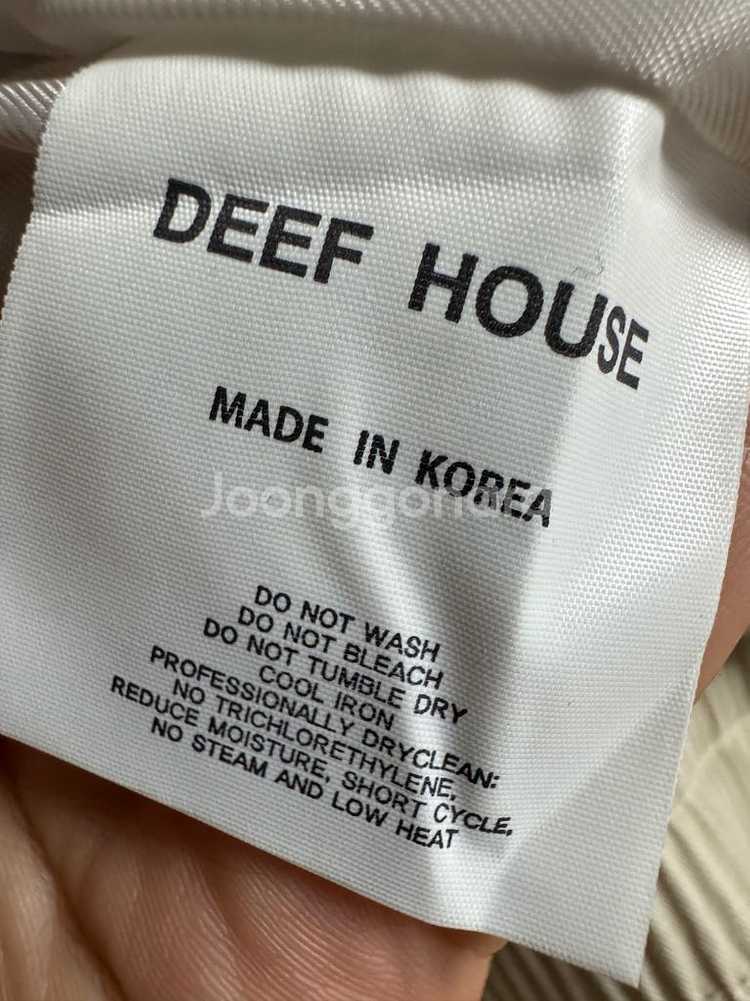 DEEF HOUSE
MADE IN KOREA
Joonggonara
DO NOT WASH
DO NOT BLEACH
DO NOT TUMBLE DRY
COOL IRON
PROFESSIONALLY DRYCLEAN:
NO TRICHLORETHYLENE,
REDUCE MOISTURE, SHORT CYCLE,
NO STEAM AND LOW HEAT